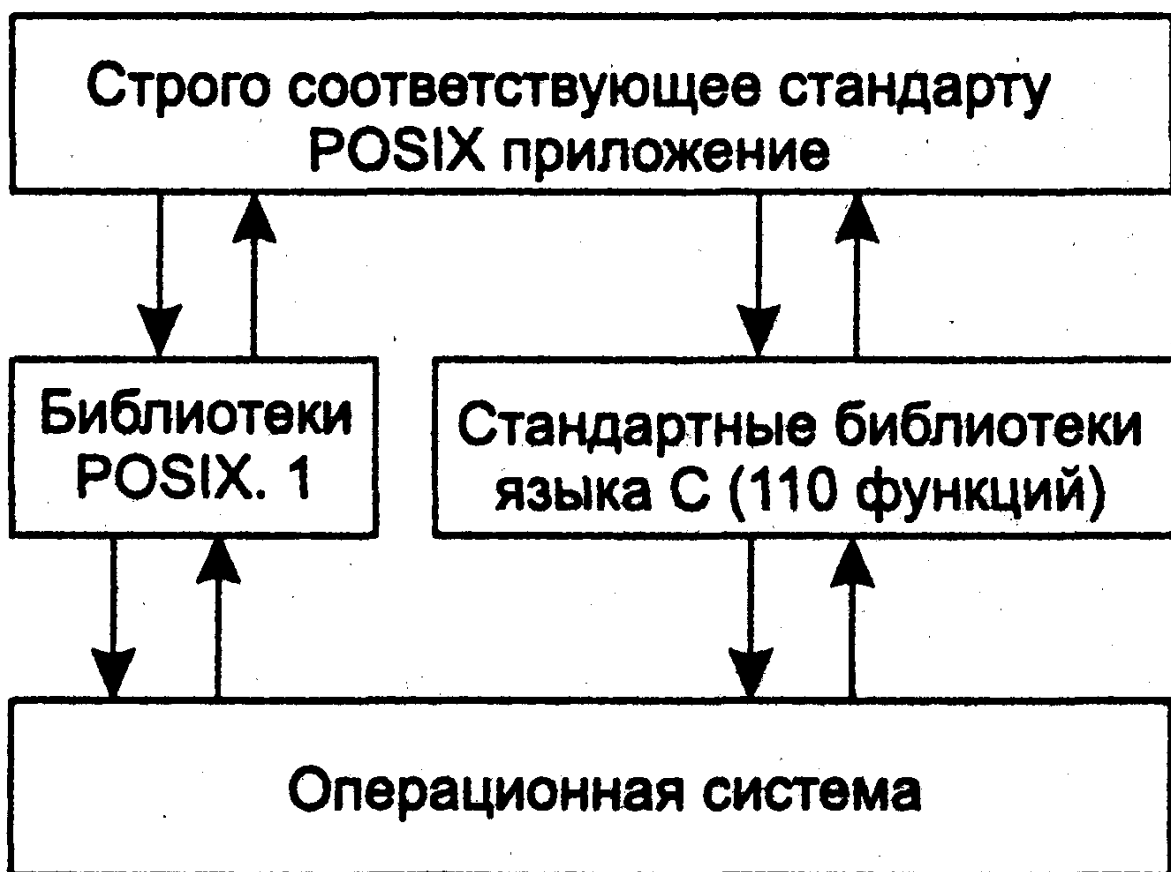 Строго соответствующее стандарту
POSIX приложение
Библиотеки
POSIX. 1
Стандартные библиотеки
языка С (110 функций)
Операционная система